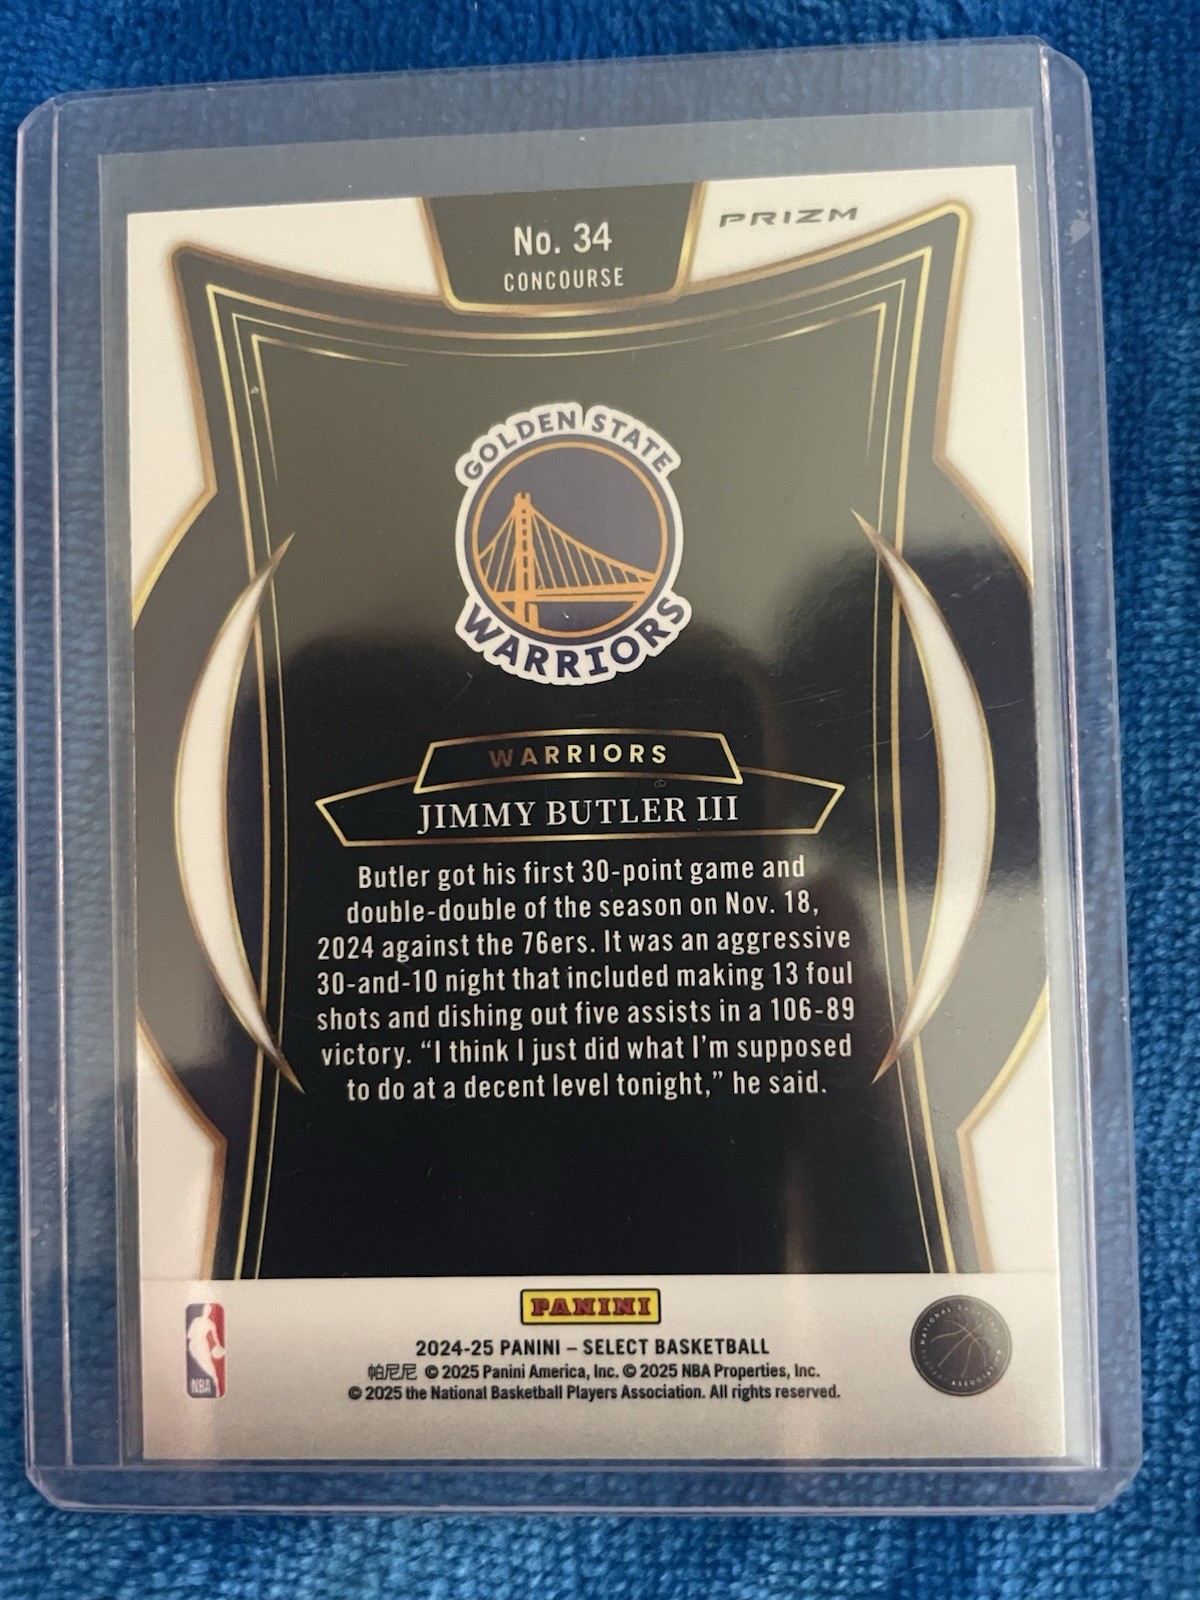 No. 34
CONCOURSE
PRIZM
GOLDEN STATE
WARRIORS
WARRIORS
JIMMY BUTLER III
Butler got his first 30-point game and
double-double of the season on Nov. 18,
2024 against the 76ers. It was an aggressive
30-and-10 night that included making 13 foul
shots and dishing out five assists in a 106-89
victory. “I think I just did what I’m supposed
to do at a decent level tonight,” he said.
PANINI
2024-25 PANINI – SELECT BASKETBALL
帕尼尼 © 2025 Panini America, Inc. © 2025 NBA Properties, Inc.
© 2025 the National Basketball Players Association. All rights reserved.
NBA
NATIONAL BASKETBALL PLAYERS ASSOCIATION